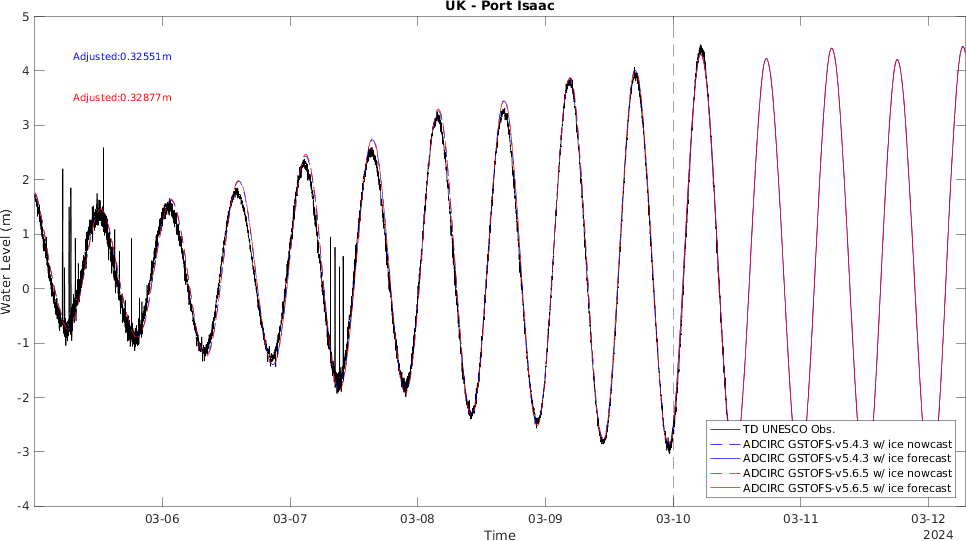 UK - Port Isaac
5
4
3
2
1
0
-1
-2
-3
-4
Water Level (m)
Adjusted:0.32551m
Adjusted:0.32877m
TD UNESCO Obs.
ADCIRC GSTOFS-v5.4.3 w/ ice nowcast
ADCIRC GSTOFS-v5.4.3 w/ ice forecast
ADCIRC GSTOFS-v5.6.5 w/ ice nowcast
ADCIRC GSTOFS-v5.6.5 w/ ice forecast
03-06 03-07 03-08 03-09 03-10 03-11 03-12
2024
Time